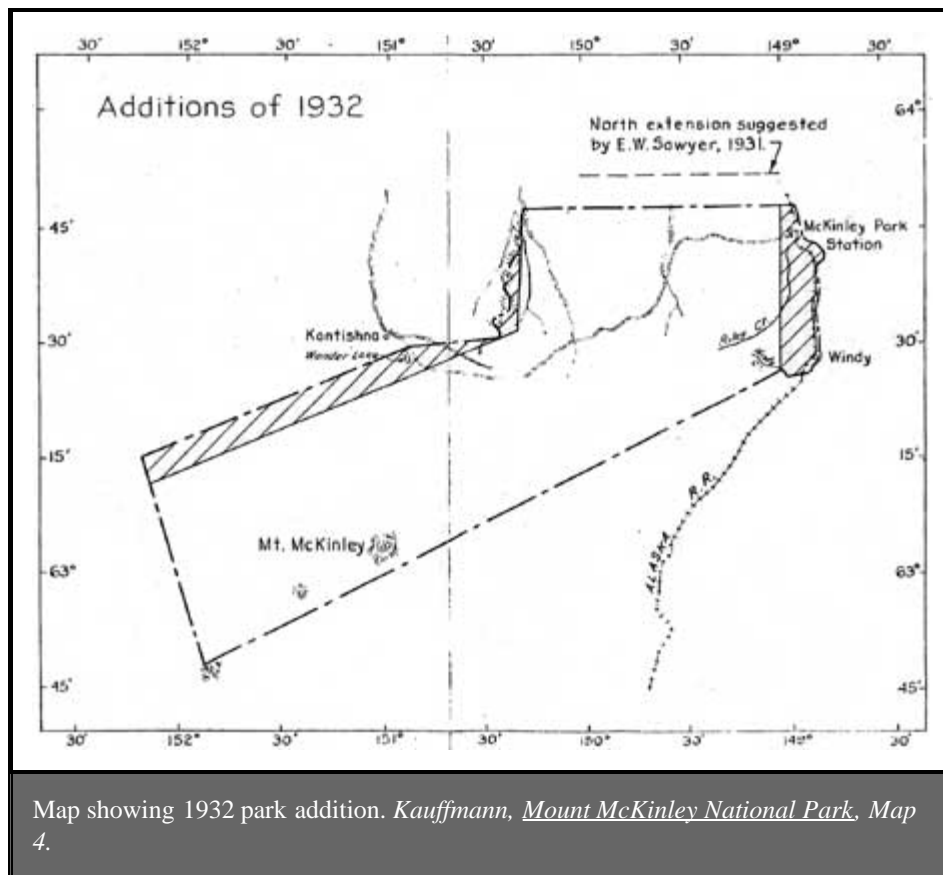 30' 152° 30' 151° 30' 150° 30' 149° 30'
Additions of 1932
64°
North extension suggested
by E.W. Sawyer, 1931.
45'
McKinley Park
Station
45'
Kantishna
Wonder Lake
30'
30'
Riley Cr.
Windy
15'
15'
ALASKA R.R.
Mt. McKinley
63°
63°
45'
45'
30' 152° 30' 151° 30' 150° 30' 149° 30'
Map showing 1932 park addition. Kauffmann, Mount McKinley National Park, Map
4.